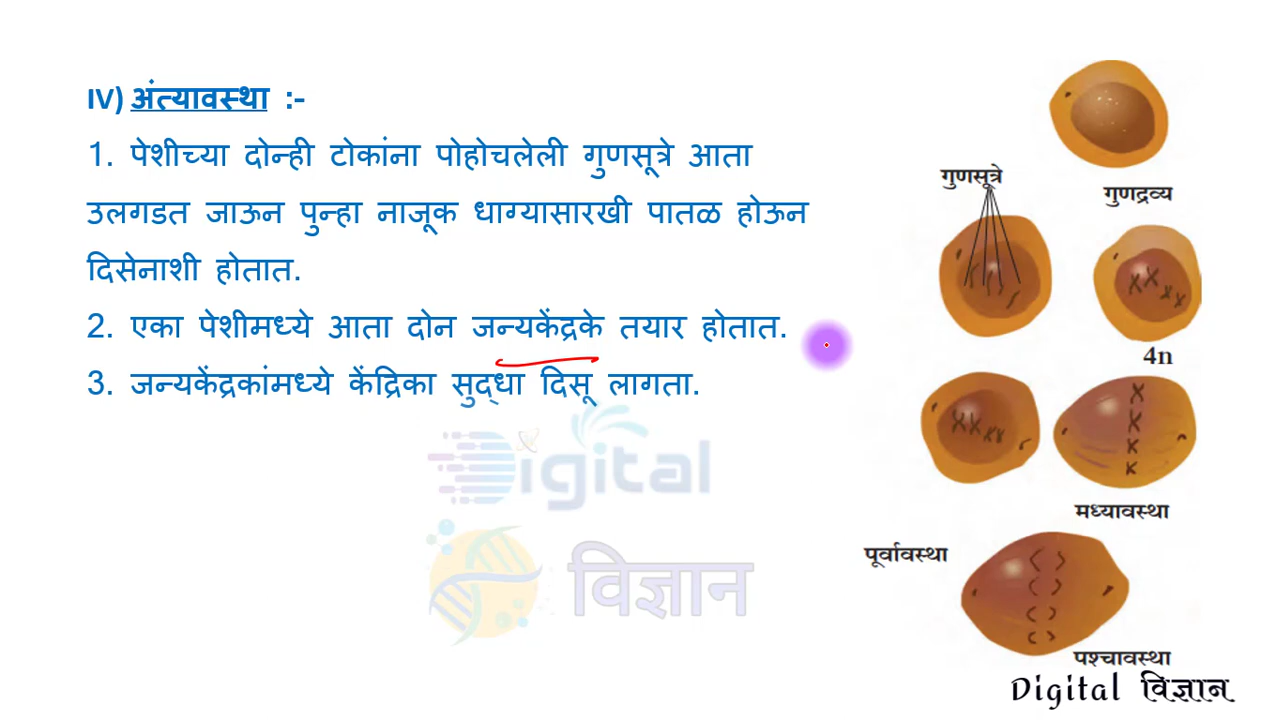 IV) अंत्यावस्था :-
1. पेशीच्या दोन्ही टोकांना पोहोचलेली गुणसूत्रे आता
उलगडत जाऊन पुन्हा नाजूक धाग्यासारखी पातळ होऊन
दिसेनाशी होतात.
2. एका पेशीमध्ये आता दोन जन्यकेंद्रके तयार होतात.
3. जन्यकेंद्रकांमध्ये केंद्रिका सुद्धा दिसू लागता.
Digital
विज्ञान
गुणसूत्रे
गुणद्रव्य
4n
मध्यावस्था
पूर्वावस्था
पश्चावस्था
Digital विज्ञान